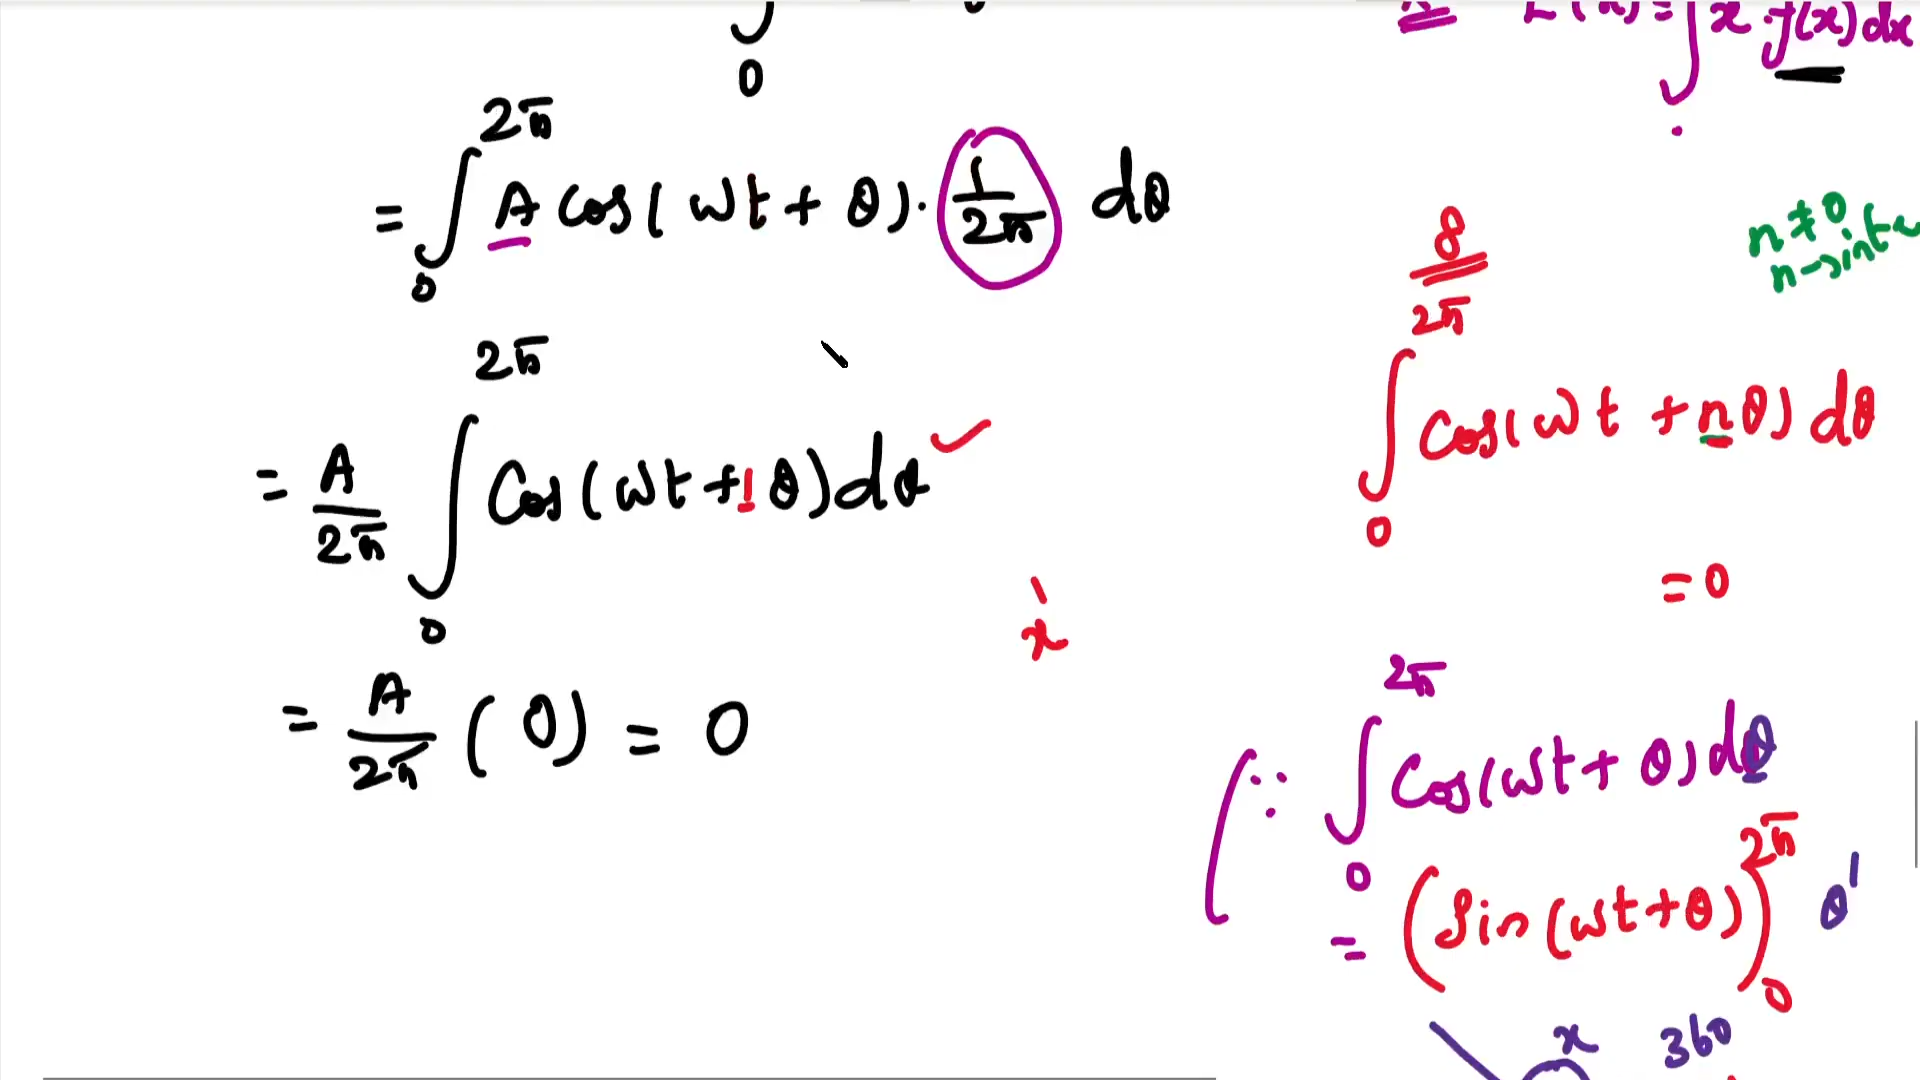 ∫
0
= ∫₀^{2π} A cos(ωt + θ) · 1/2π dθ
= A/2π ∫₀^{2π} Cos(ωt + 1θ) dθ ✓
x
= A/2π (0) = 0
∫ x · f(x) dx
n ≠ 0
8
2π
∫₀ Cos(ωt + nθ) dθ
= 0
∵ ∫₀^{2π} Cos(ωt + θ) dθ
= (Sin(ωt + θ))₀^{2π} θ'
x 360